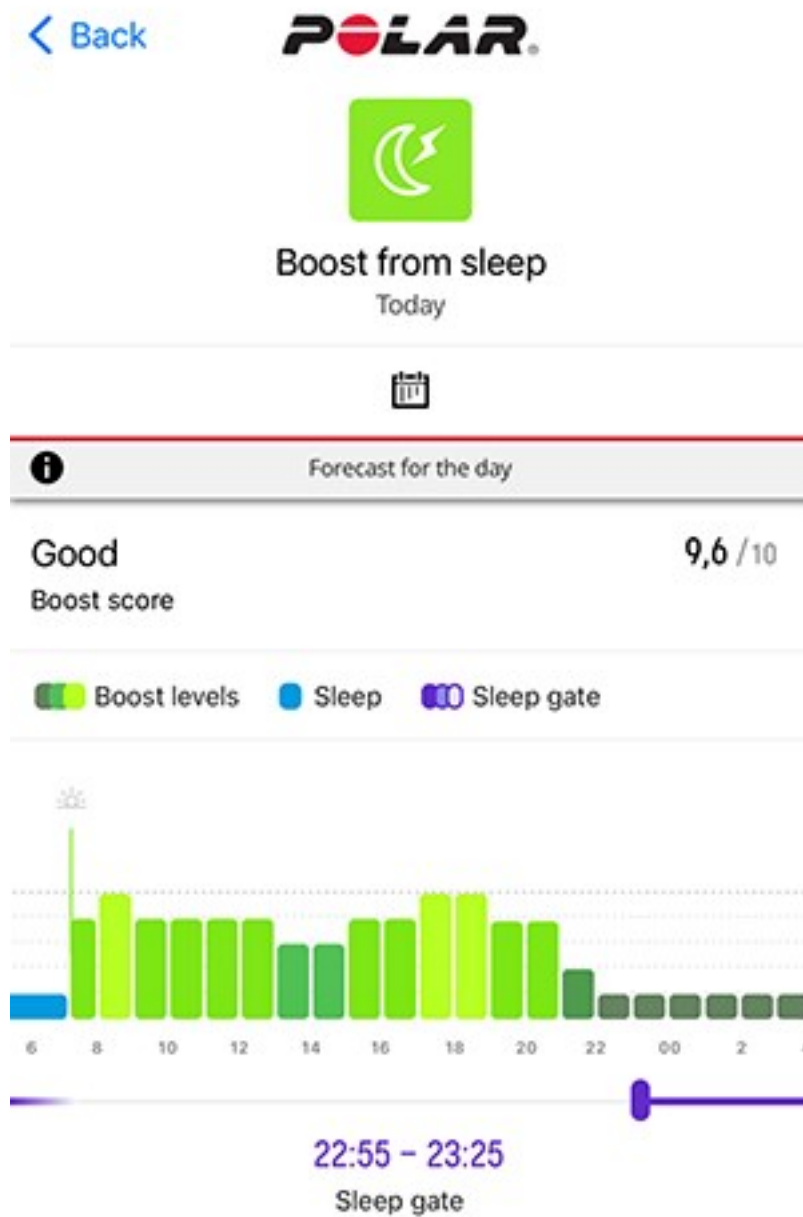 Back
POLAR®
Boost from sleep
Today
Forecast for the day
Good 9,6 /10
Boost score
Boost levels Sleep Sleep gate
6 8 10 12 14 16 18 20 22 00 2
22:55 – 23:25
Sleep gate